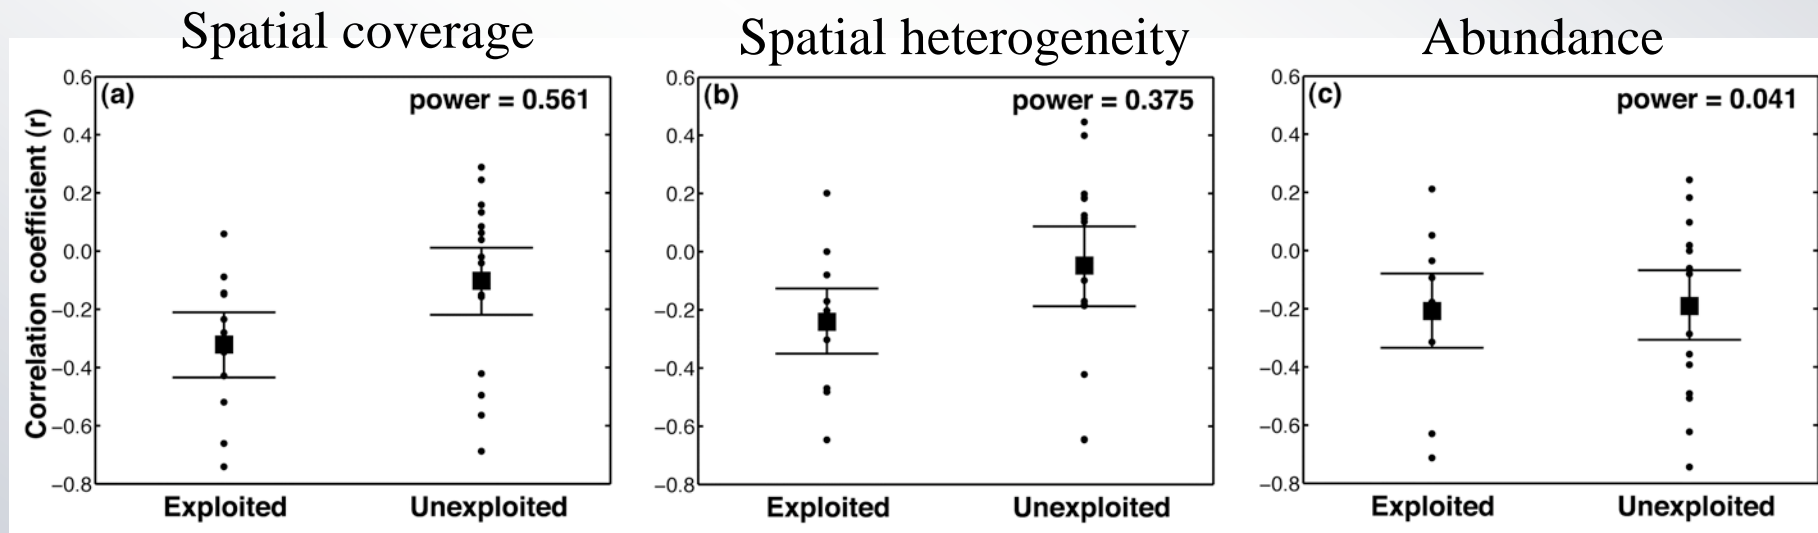 Spatial coverage
Spatial heterogeneity
Abundance
Correlation coefficient (r)
(a)
power = 0.561
0.6
0.4
0.2
0.0
−0.2
−0.4
−0.6
−0.8
Exploited Unexploited
(b)
power = 0.375
0.6
0.4
0.2
0.0
−0.2
−0.4
−0.6
−0.8
Exploited Unexploited
(c)
power = 0.041
0.6
0.4
0.2
0.0
−0.2
−0.4
−0.6
−0.8
Exploited Unexploited